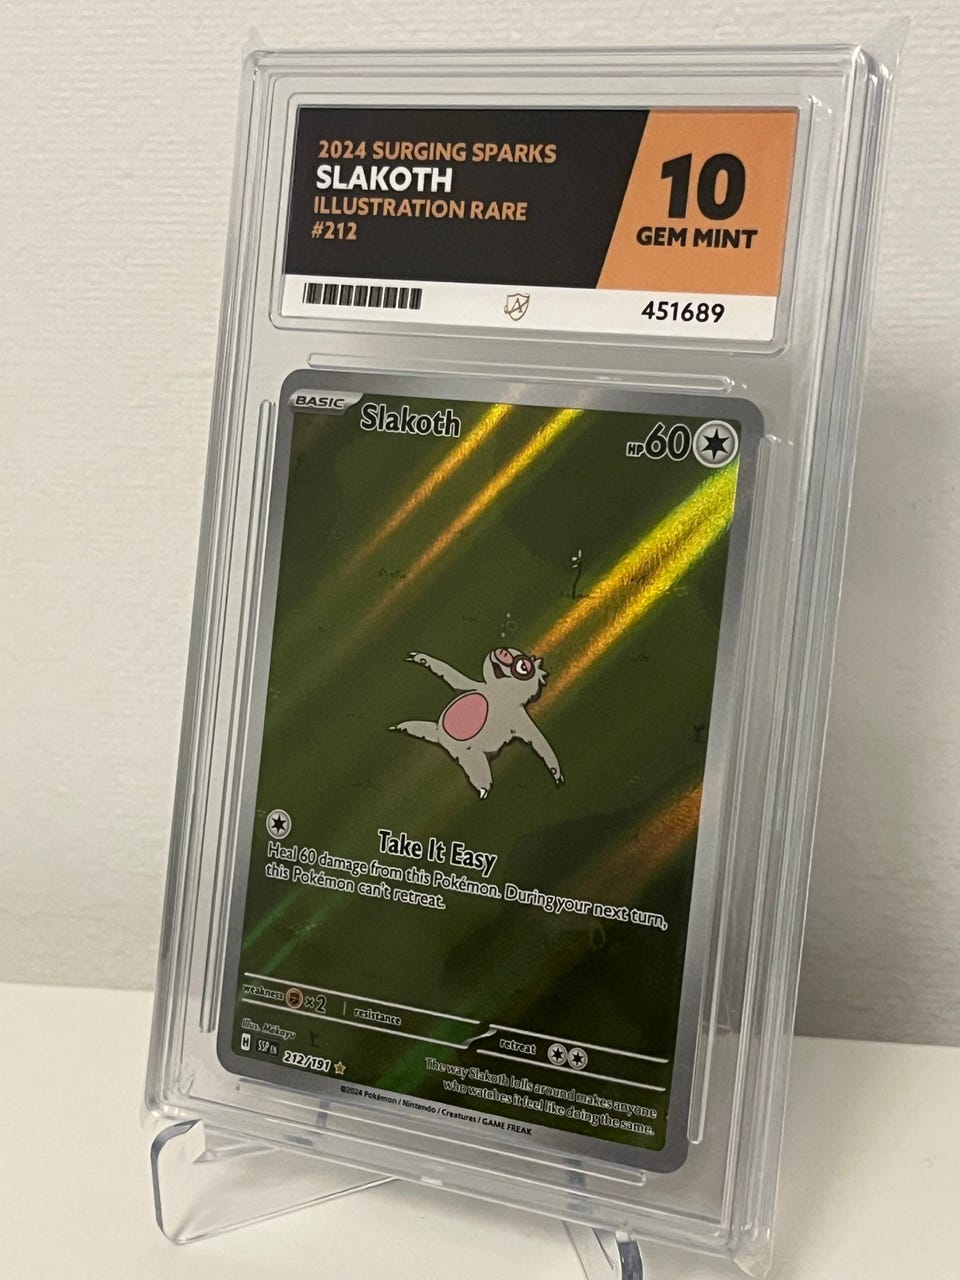 2024 SURGING SPARKS
SLAKOTH
ILLUSTRATION RARE
#212
10
GEM MINT
451689
BASIC
Slakoth
HP60
Take It Easy
Heal 60 damage from this Pokémon. During your next turn,
this Pokémon can't retreat.
weakness ×2 resistance
retreat
Illus. Mékayu
H SSP EN 212/191
The way Slakoth lolls around makes anyone
who watches it feel like doing the same.
©2024 Pokémon / Nintendo / Creatures / GAME FREAK